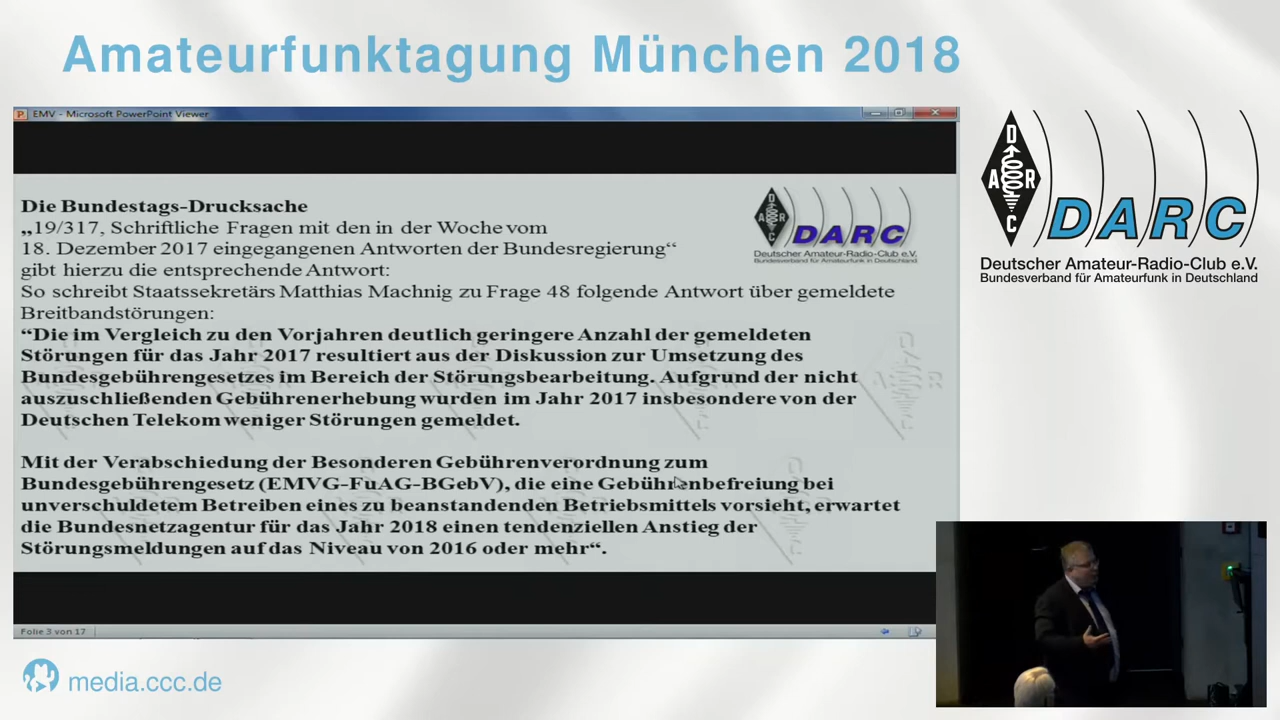 Amateurfunktagung München 2018
EMV - Microsoft PowerPoint Viewer
Die Bundestags-Drucksache
„19/317, Schriftliche Fragen mit den in der Woche vom
18. Dezember 2017 eingegangenen Antworten der Bundesregierung“
gibt hierzu die entsprechende Antwort:
So schreibt Staatssekretärs Matthias Machnig zu Frage 48 folgende Antwort über gemeldete
Breitbandstörungen:
“Die im Vergleich zu den Vorjahren deutlich geringere Anzahl der gemeldeten
Störungen für das Jahr 2017 resultiert aus der Diskussion zur Umsetzung des
Bundesgebührengesetzes im Bereich der Störungsbearbeitung. Aufgrund der nicht
auszuschließenden Gebührenerhebung wurden im Jahr 2017 insbesondere von der
Deutschen Telekom weniger Störungen gemeldet.
Mit der Verabschiedung der Besonderen Gebührenverordnung zum
Bundesgebührengesetz (EMVG-FuAG-BGebV), die eine Gebührenbefreiung bei
unverschuldetem Betreiben eines zu beanstandenden Betriebsmittels vorsieht, erwartet
die Bundesnetzagentur für das Jahr 2018 einen tendenziellen Anstieg der
Störungsmeldungen auf das Niveau von 2016 oder mehr“.
D
A R
C
DARC
Deutscher Amateur-Radio-Club e.V.
Bundesverband für Amateurfunk in Deutschland
Folie 3 von 17
D
A R
C
DARC
Deutscher Amateur-Radio-Club e.V.
Bundesverband für Amateurfunk in Deutschland
media.ccc.de